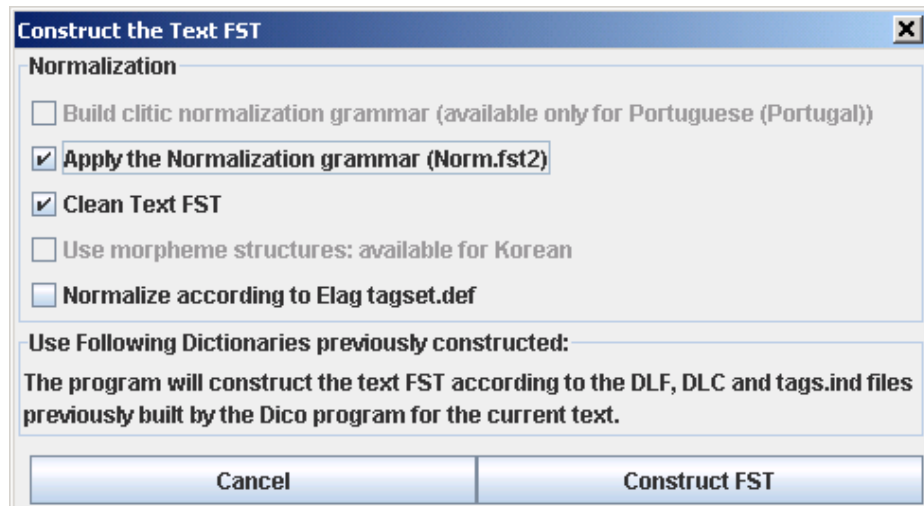 Construct the Text FST
Normalization
Build clitic normalization grammar (available only for Portuguese (Portugal))
Apply the Normalization grammar (Norm.fst2)
Clean Text FST
Use morpheme structures: available for Korean
Normalize according to Elag tagset.def
Use Following Dictionaries previously constructed:
The program will construct the text FST according to the DLF, DLC and tags.ind files
previously built by the Dico program for the current text.
Cancel Construct FST